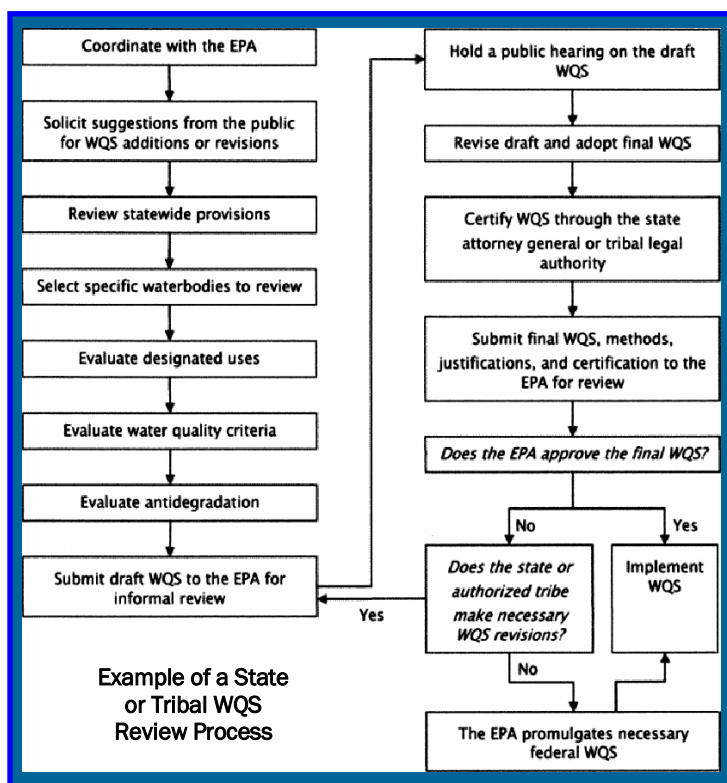 Coordinate with the EPA
Solicit suggestions from the public
for WQS additions or revisions
Review statewide provisions
Select specific waterbodies to review
Evaluate designated uses
Evaluate water quality criteria
Evaluate antidegradation
Submit draft WQS to the EPA for
informal review
Hold a public hearing on the draft
WQS
Revise draft and adopt final WQS
Certify WQS through the state
attorney general or tribal legal
authority
Submit final WQS, methods,
justifications, and certification to the
EPA for review
Does the EPA approve the final WQS?
No
Yes
Does the state or
authorized tribe
make necessary
WQS revisions?
Implement
WQS
Yes
No
The EPA promulgates necessary
federal WQS
Example of a State
or Tribal WQS
Review Process